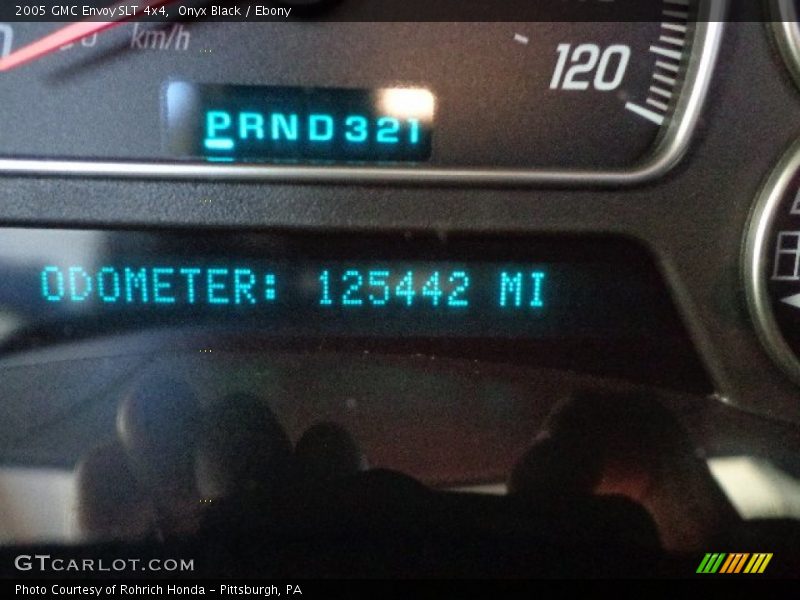 2005 GMC Envoy SLT 4x4, Onyx Black / Ebony
km/h
120
PRND321
ODOMETER: 125442 MI
GTCARLOT.COM
Photo Courtesy of Rohrich Honda - Pittsburgh, PA